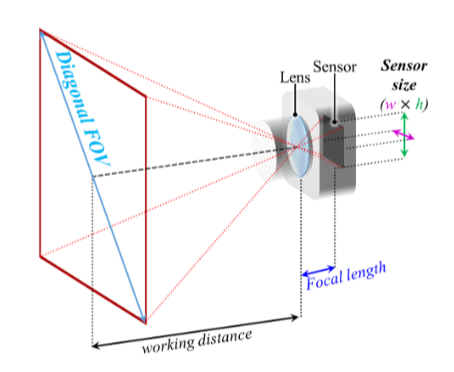 Diagonal FOV
Lens
Sensor
Sensor
size
(w × h)
Focal length
working distance